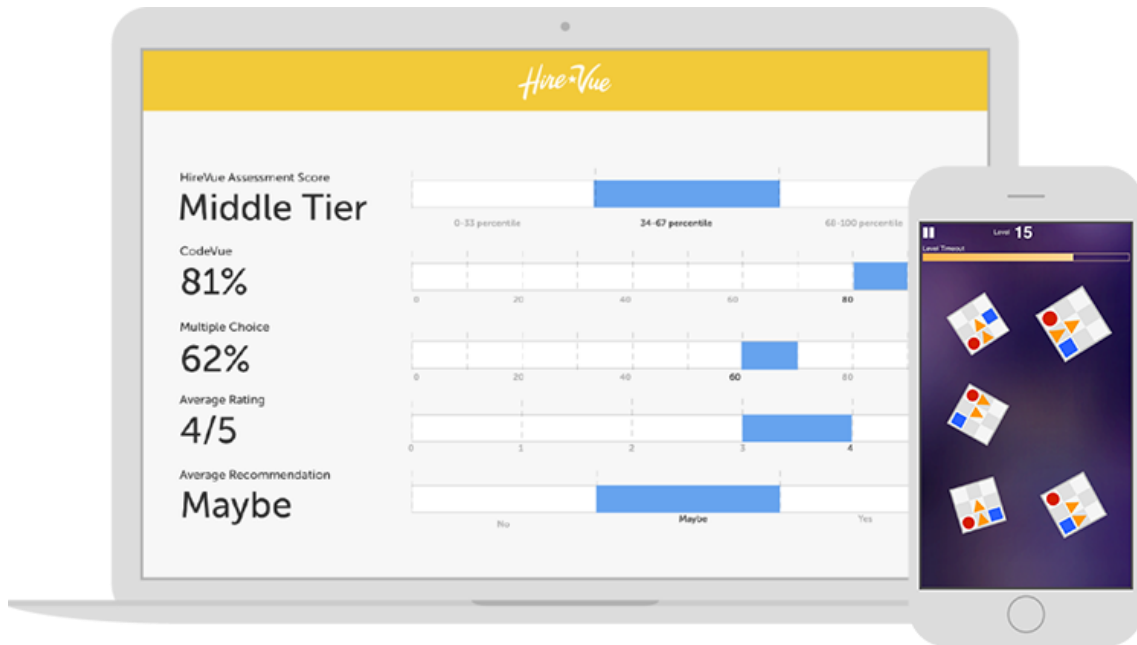 Hire Vue
HireVue Assessment Score
Middle Tier
0-33 percentile 34-67 percentile 68-100 percentile
CodeVue
81%
0 20 40 60 80
Multiple Choice
62%
0 20 40 60 80
Average Rating
4/5
0 1 2 3 4
Average Recommendation
Maybe
No Maybe Yes
Level 15
Level Timeout